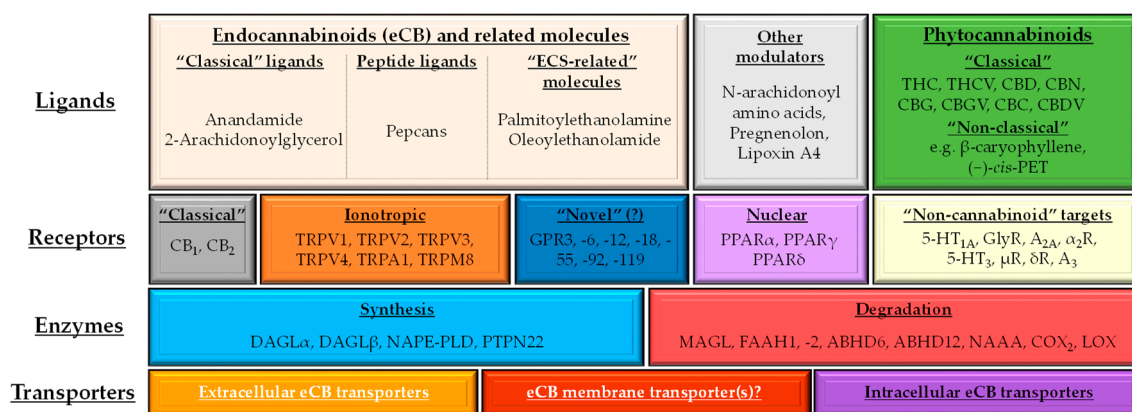 Ligands
Endocannabinoids (eCB) and related molecules
“Classical” ligands
Anandamide
2-Arachidonoylglycerol
Peptide ligands
Pepcans
“ECS-related”
molecules
Palmitoylethanolamine
Oleoylethanolamide
Other
modulators
N-arachidonoyl
amino acids,
Pregnenolon,
Lipoxin A4
Phytocannabinoids
“Classical”
THC, THCV, CBD, CBN,
CBG, CBGV, CBC, CBDV
“Non-classical”
e.g. β-caryophyllene,
(−)-cis-PET
Receptors
“Classical”
CB₁, CB₂
Ionotropic
TRPV1, TRPV2, TRPV3,
TRPV4, TRPA1, TRPM8
“Novel” (?)
GPR3, -6, -12, -18, -
55, -92, -119
Nuclear
PPARα, PPARγ
PPARδ
“Non-cannabinoid” targets
5-HT₁A, GlyR, A₂A, α₂R,
5-HT₃, μR, δR, A₃
Enzymes
Synthesis
DAGLα, DAGLβ, NAPE-PLD, PTPN22
Degradation
MAGL, FAAH1, -2, ABHD6, ABHD12, NAAA, COX₂, LOX
Transporters
Extracellular eCB transporters
eCB membrane transporter(s)?
Intracellular eCB transporters